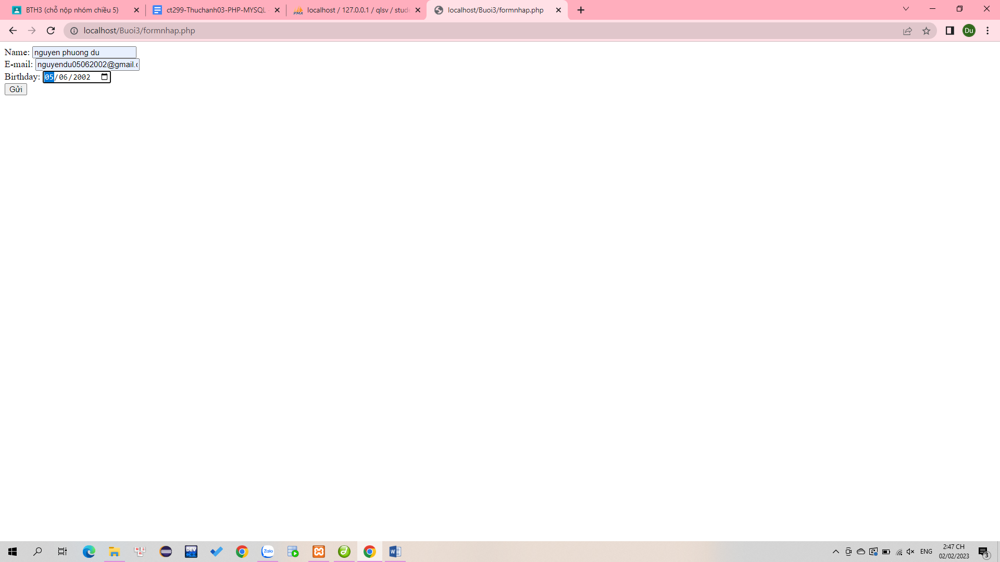 BTH3 (chỗ nộp nhóm chiều 5)
ct299-Thuchanh03-PHP-MYSQL
localhost / 127.0.0.1 / qlsv / stud
localhost/Buoi3/formnhap.php
localhost/Buoi3/formnhap.php
Du
Name: nguyen phuong du
E-mail: nguyendu05062002@gmail.c
Birthday: 05/06/2002
Gửi
DEV
Zalo
ENG
2:47 CH
02/02/2023
3